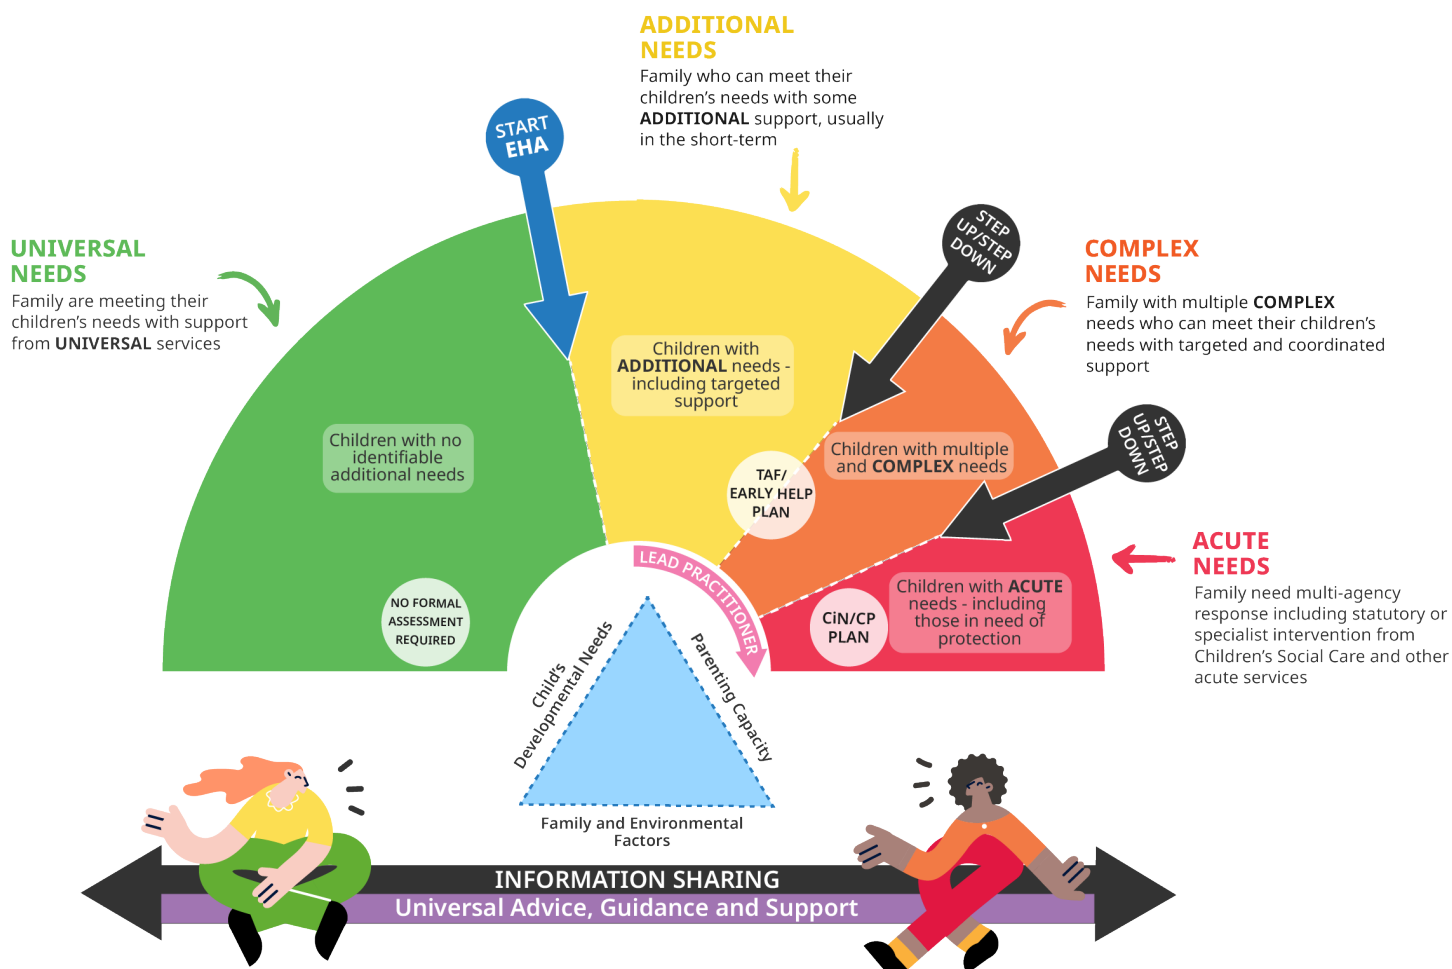 ADDITIONAL
NEEDS
Family who can meet their
children's needs with some
ADDITIONAL support, usually
in the short-term
START
EHA
STEP
UP/STEP
DOWN
UNIVERSAL
NEEDS
Family are meeting their
children's needs with support
from UNIVERSAL services
COMPLEX
NEEDS
Family with multiple COMPLEX
needs who can meet their children's
needs with targeted and coordinated
support
Children with
ADDITIONAL needs -
including targeted
support
Children with no
identifiable
additional needs
Children with multiple
and COMPLEX needs
STEP
UP/STEP
DOWN
TAF/
EARLY HELP
PLAN
ACUTE
NEEDS
Family need multi-agency
response including statutory or
specialist intervention from
Children's Social Care and other
acute services
LEAD PRACTITIONER
NO FORMAL
ASSESSMENT
REQUIRED
CiN/CP
PLAN
Children with ACUTE
needs - including
those in need of
protection
Child's
Developmental Needs
Parenting Capacity
Family and Environmental
Factors
INFORMATION SHARING
Universal Advice, Guidance and Support